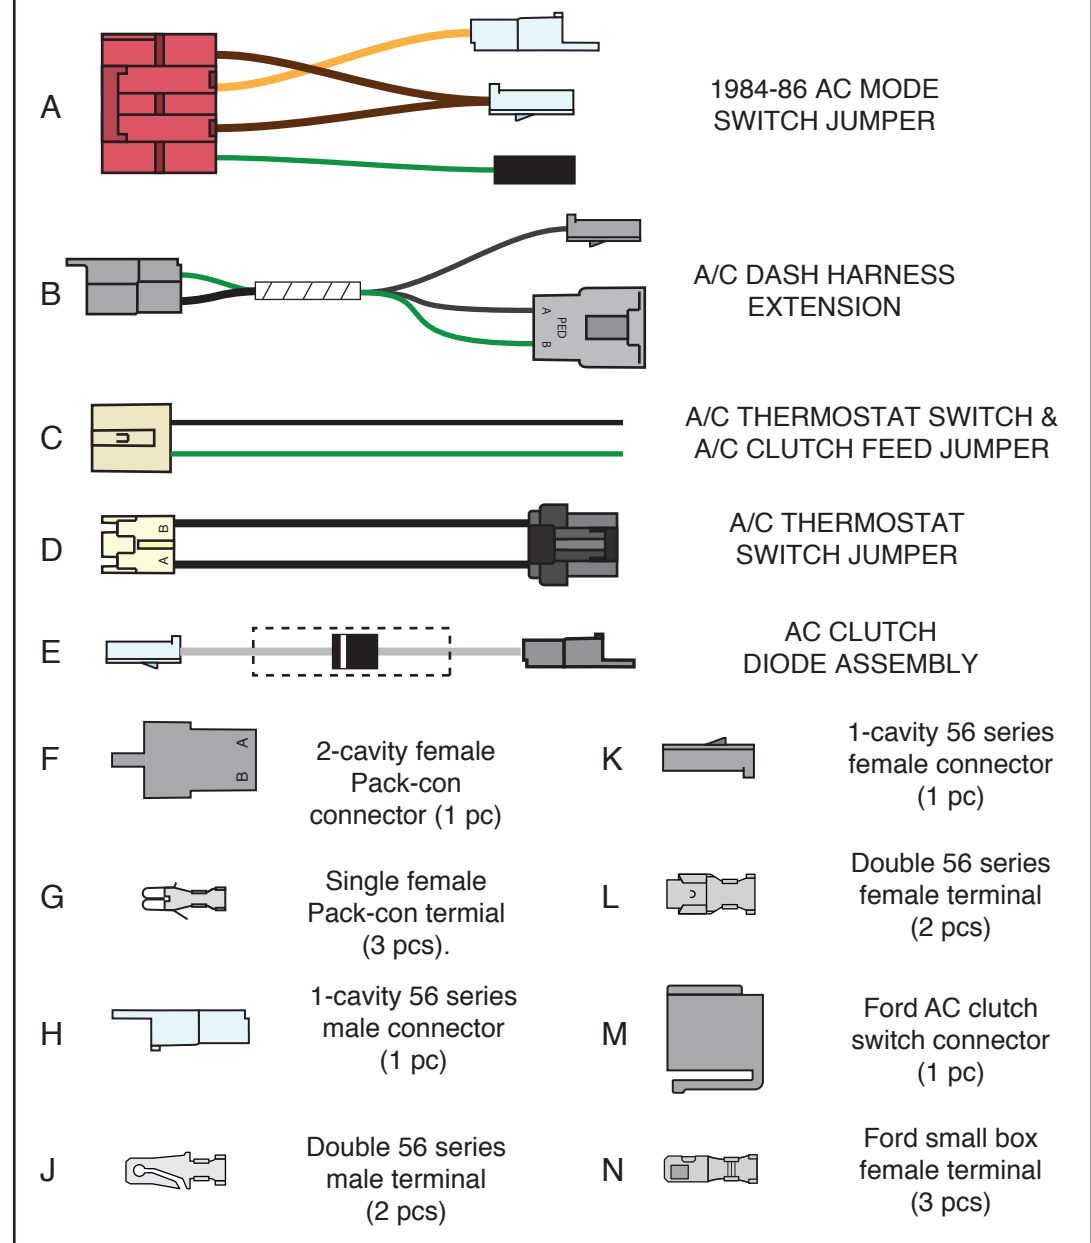 A
1984-86 AC MODE
SWITCH JUMPER
B
A
PED
B
A/C DASH HARNESS
EXTENSION
C
A/C THERMOSTAT SWITCH &
A/C CLUTCH FEED JUMPER
D
B
A
A/C THERMOSTAT
SWITCH JUMPER
E
AC CLUTCH
DIODE ASSEMBLY
F
A
B
2-cavity female
Pack-con
connector (1 pc)
K
1-cavity 56 series
female connector
(1 pc)
G
Single female
Pack-con termial
(3 pcs).
L
Double 56 series
female terminal
(2 pcs)
H
1-cavity 56 series
male connector
(1 pc)
M
Ford AC clutch
switch connector
(1 pc)
J
Double 56 series
male terminal
(2 pcs)
N
Ford small box
female terminal
(3 pcs)